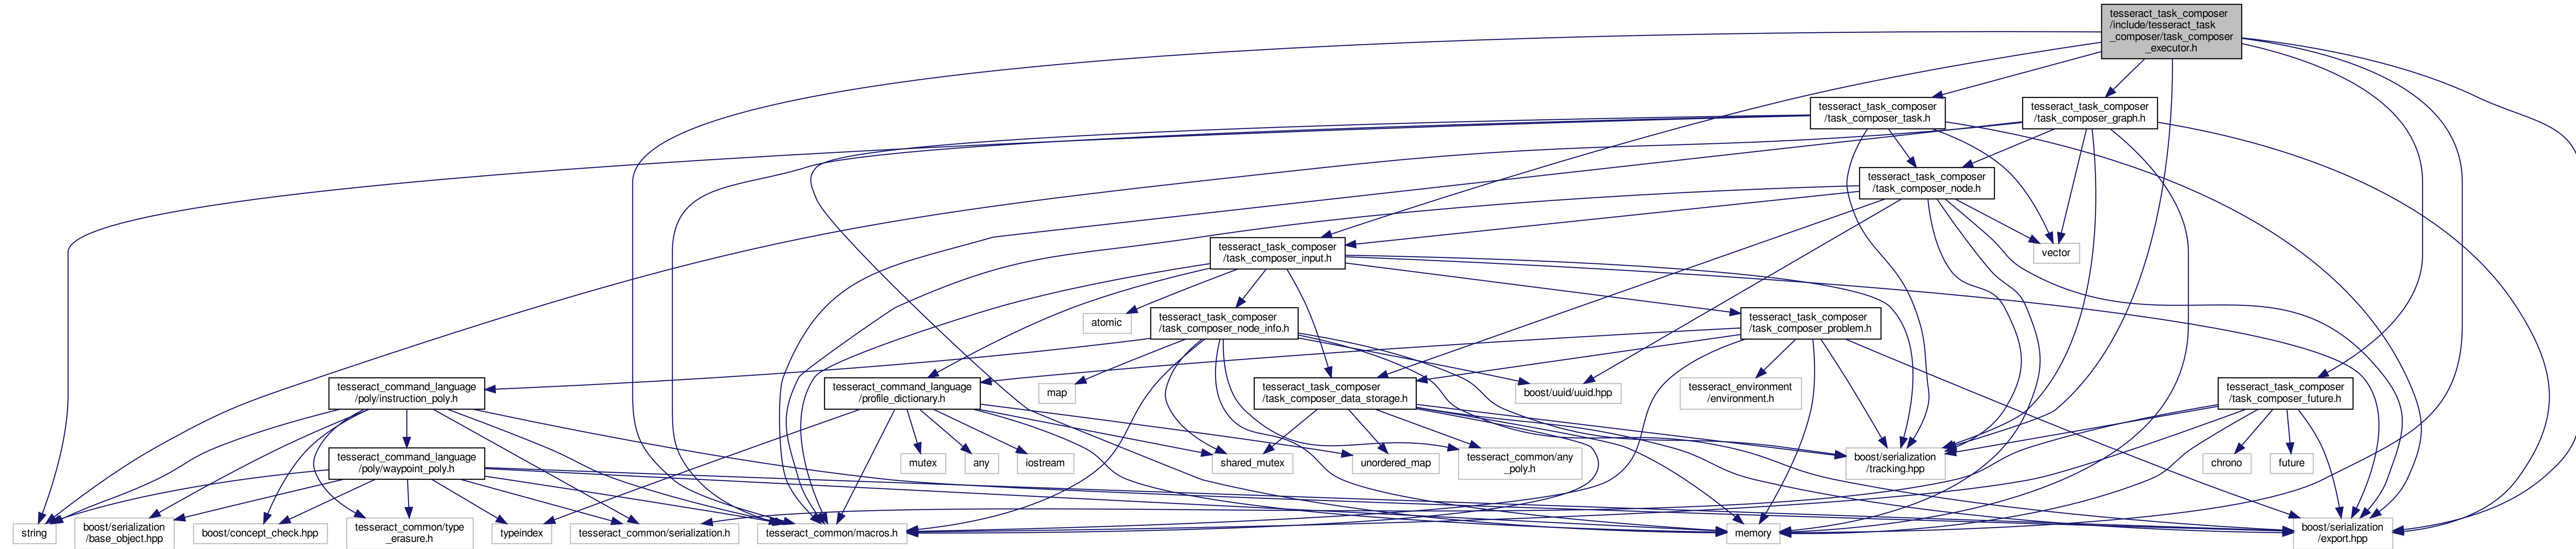 tesseract_task_composer
/include/tesseract_task
_composer/task_composer
_executor.h
tesseract_task_composer
/task_composer_task.h
tesseract_task_composer
/task_composer_graph.h
tesseract_task_composer
/task_composer_node.h
tesseract_task_composer
/task_composer_input.h
vector
atomic
tesseract_task_composer
/task_composer_node_info.h
tesseract_task_composer
/task_composer_problem.h
tesseract_command_language
/poly/instruction_poly.h
tesseract_command_language
/profile_dictionary.h
map
tesseract_task_composer
/task_composer_data_storage.h
boost/uuid/uuid.hpp
tesseract_environment
/environment.h
tesseract_task_composer
/task_composer_future.h
tesseract_command_language
/poly/waypoint_poly.h
mutex
any
iostream
shared_mutex
unordered_map
tesseract_common/any
_poly.h
boost/serialization
/tracking.hpp
chrono
future
string
boost/serialization
/base_object.hpp
boost/concept_check.hpp
tesseract_common/type
_erasure.h
typeindex
tesseract_common/serialization.h
tesseract_common/macros.h
memory
boost/serialization
/export.hpp